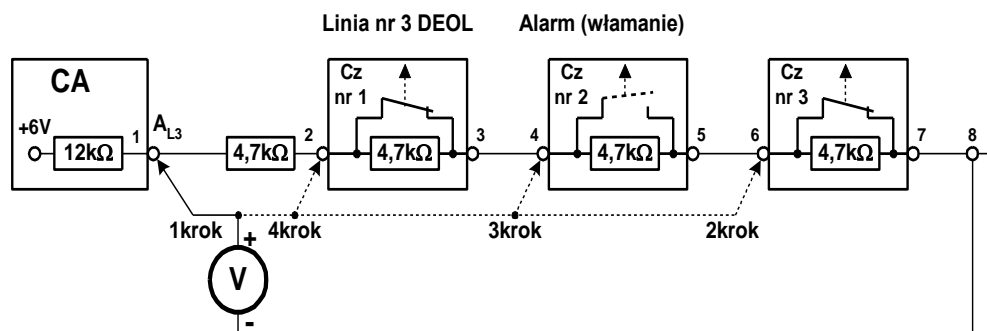 Linia nr 3 DEOL Alarm (włamanie)
CA
+6V
12kΩ
1
A_L3
4,7kΩ
2
Cz
nr 1
4,7kΩ
3
4
Cz
nr 2
4,7kΩ
5
6
Cz
nr 3
4,7kΩ
7
8
1krok
4krok
3krok
2krok
+
V
-